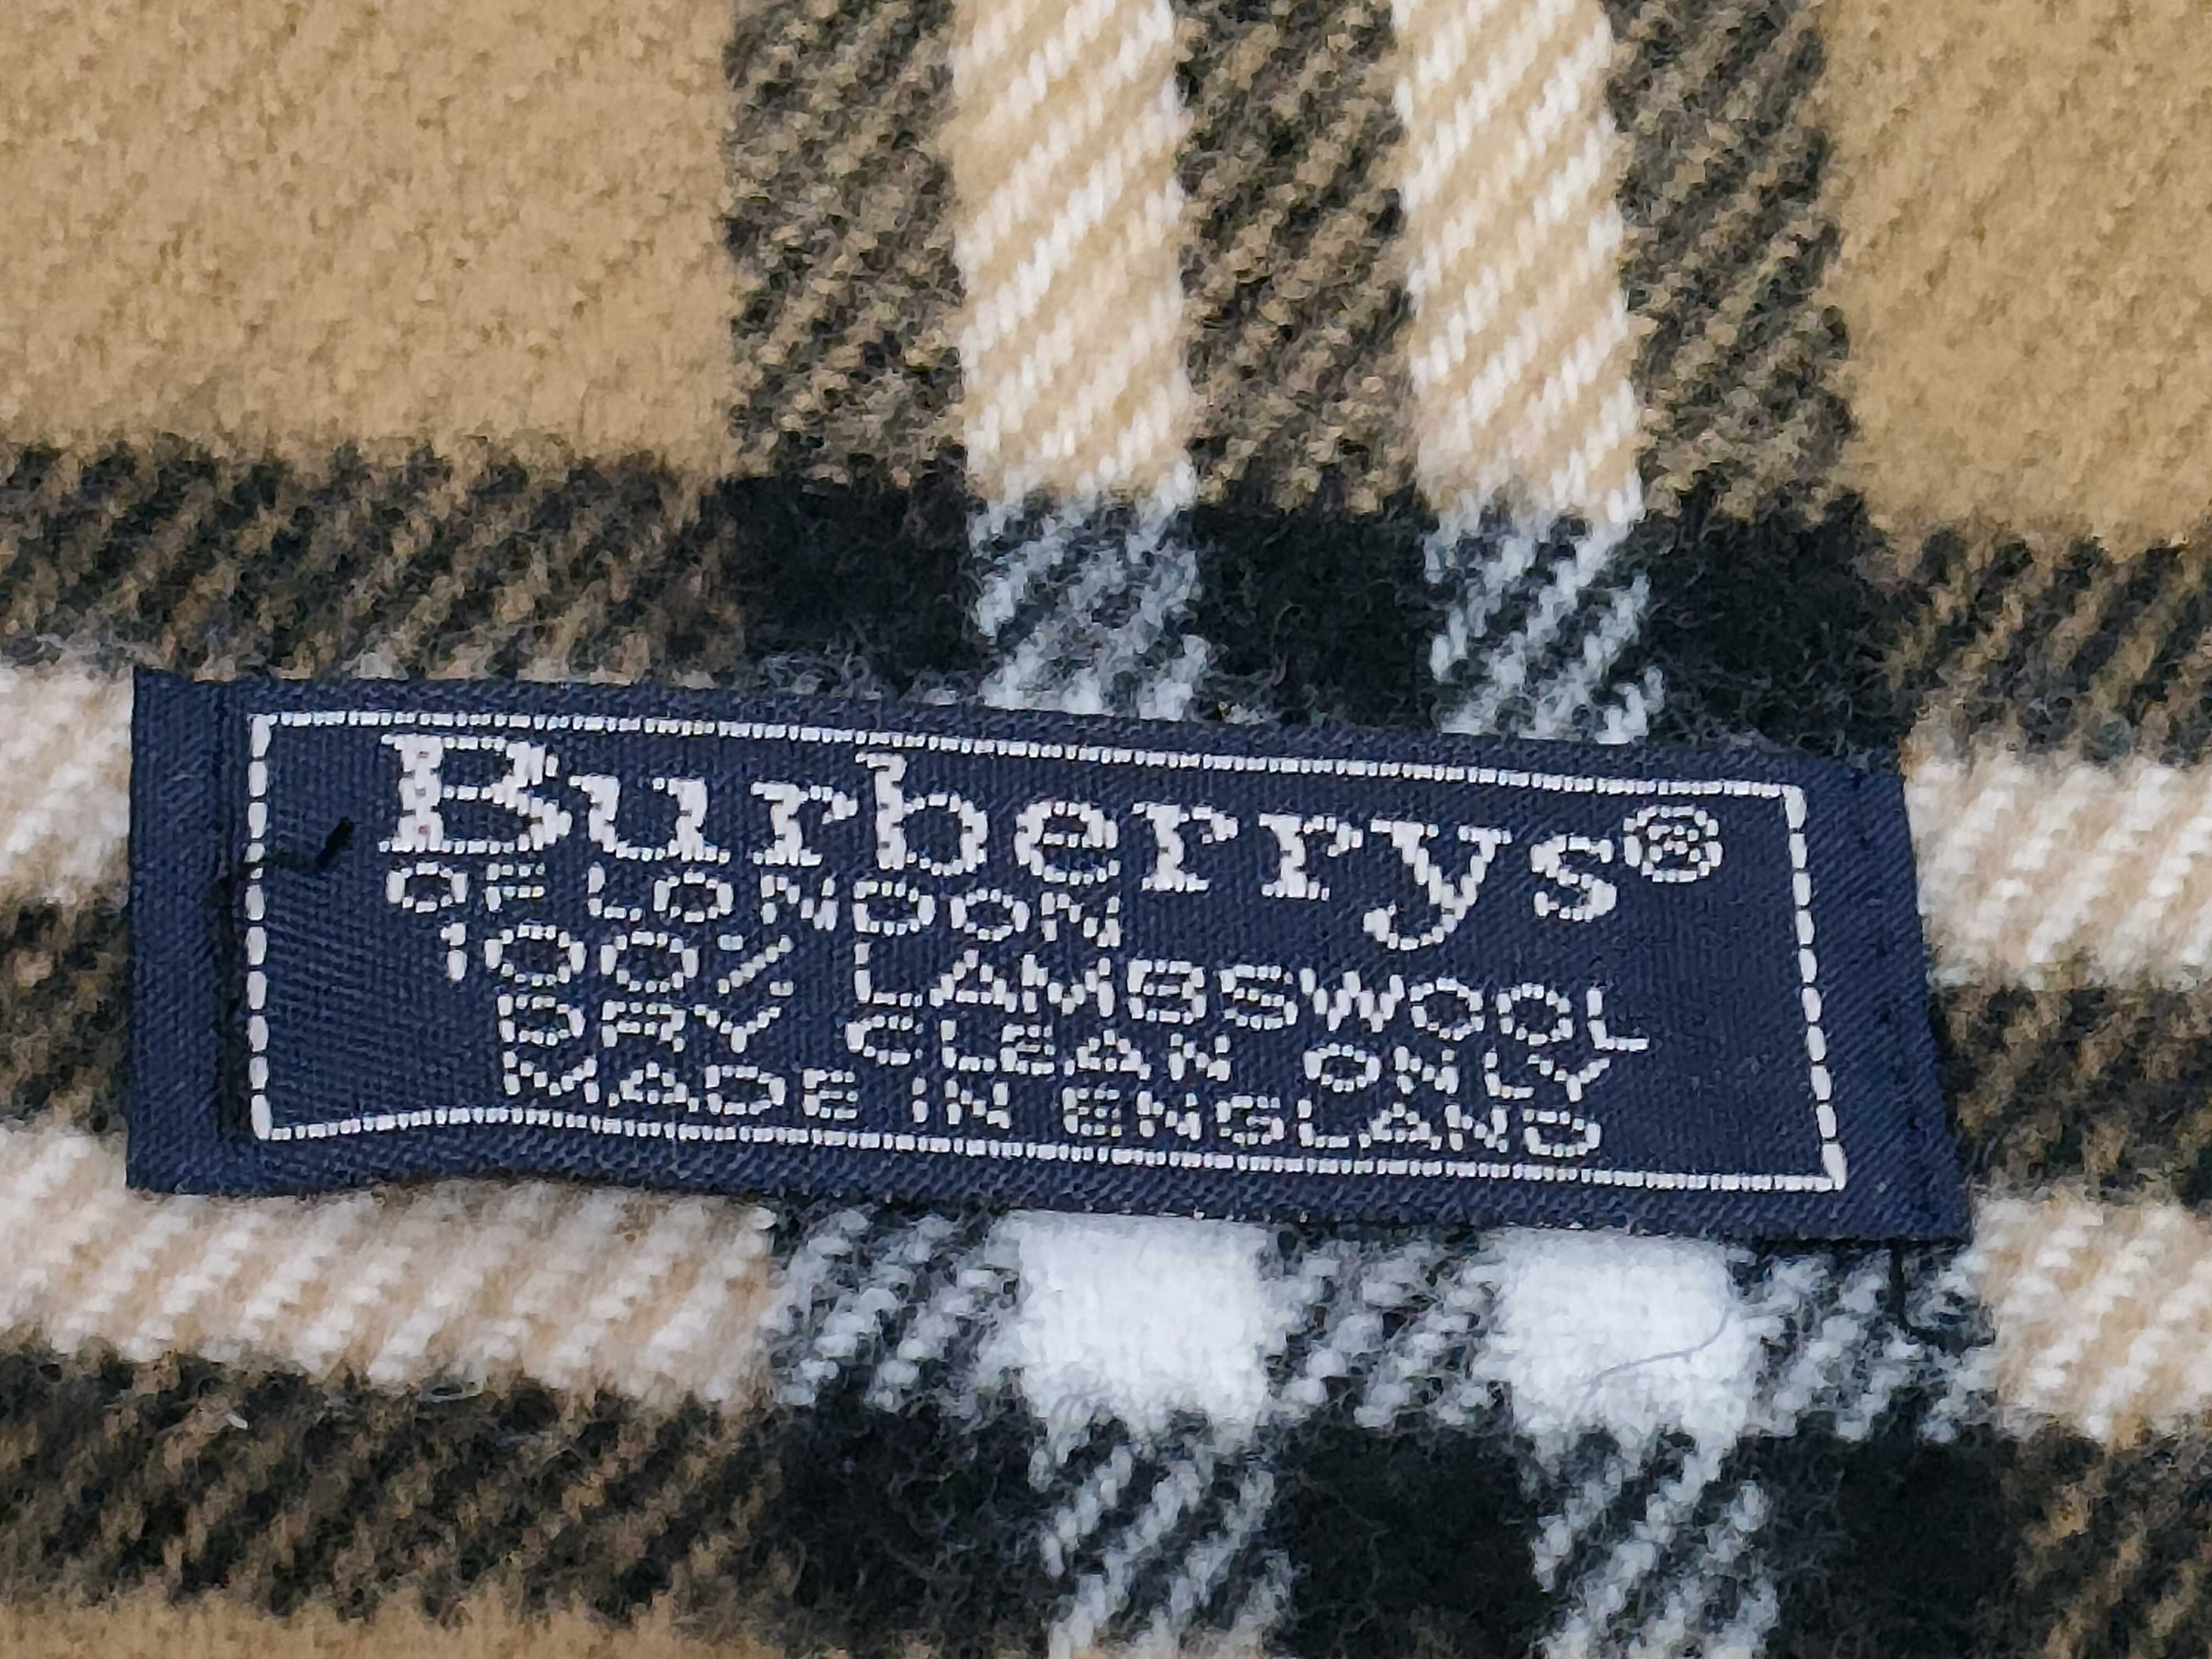 Burberrys®
OF LONDON
100% LAMBSWOOL
DRY CLEAN ONLY
MADE IN ENGLAND